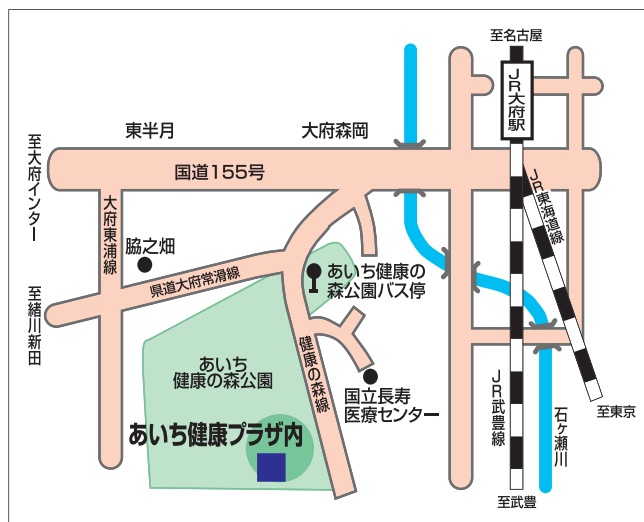 至名古屋
JR大府駅
東半月
大府森岡
国道155号
至大府インター
大府東浦線
JR東海道線
脇之畑
県道大府常滑線
あいち健康の
森公園バス停
至緒川新田
あいち
健康の森公園
健康の森線
国立長寿
医療センター
JR武豊線
石ヶ瀬川
至東京
あいち健康プラザ内
至武豊